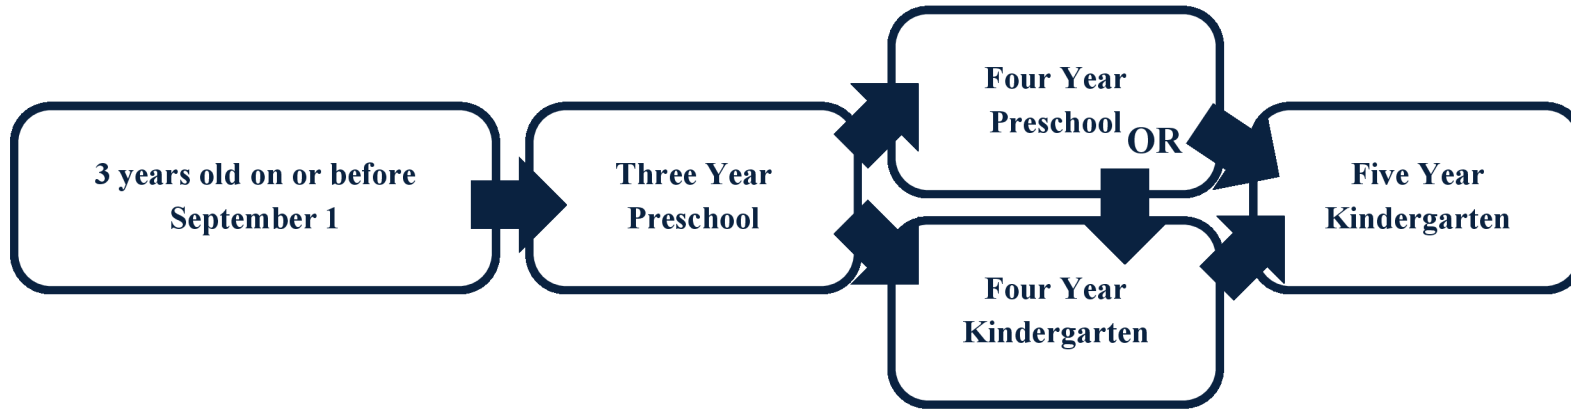 3 years old on or before
September 1
Three Year
Preschool
Four Year
Preschool
OR
Four Year
Kindergarten
Five Year
Kindergarten